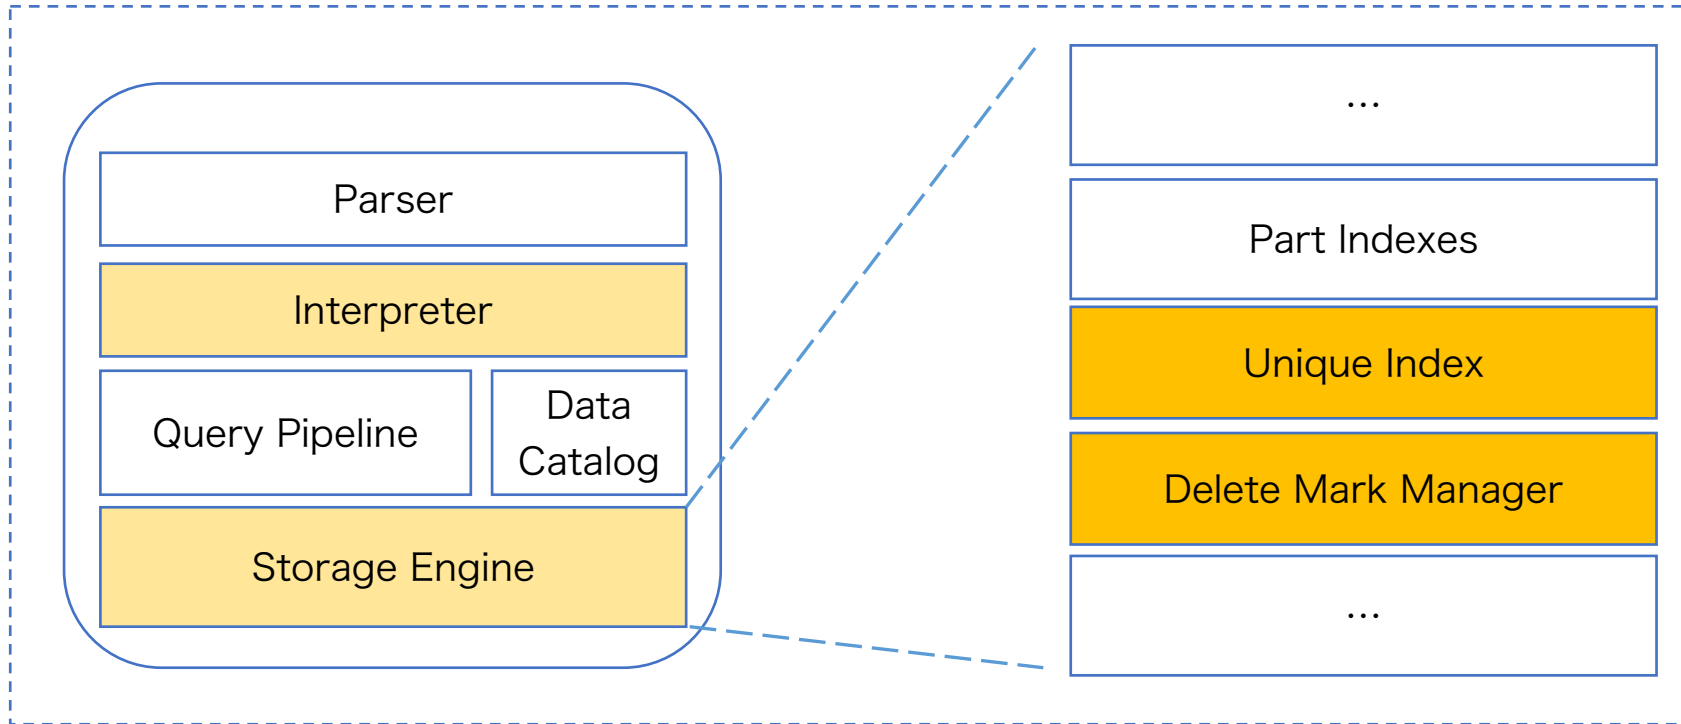 Parser
Interpreter
Query Pipeline
Data
Catalog
Storage Engine
...
Part Indexes
Unique Index
Delete Mark Manager
...